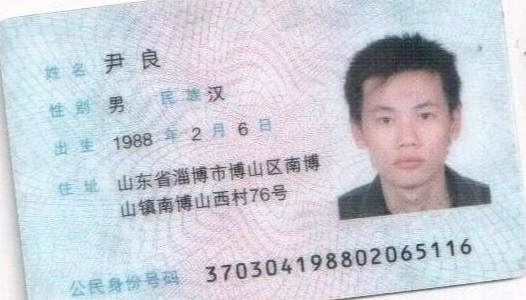 姓名 尹良
性别 男 民族 汉
出生 1988 年 2 月 6 日
住址 山东省淄博市博山区南博
山镇南博山西村76号
公民身份号码 370304198802065116